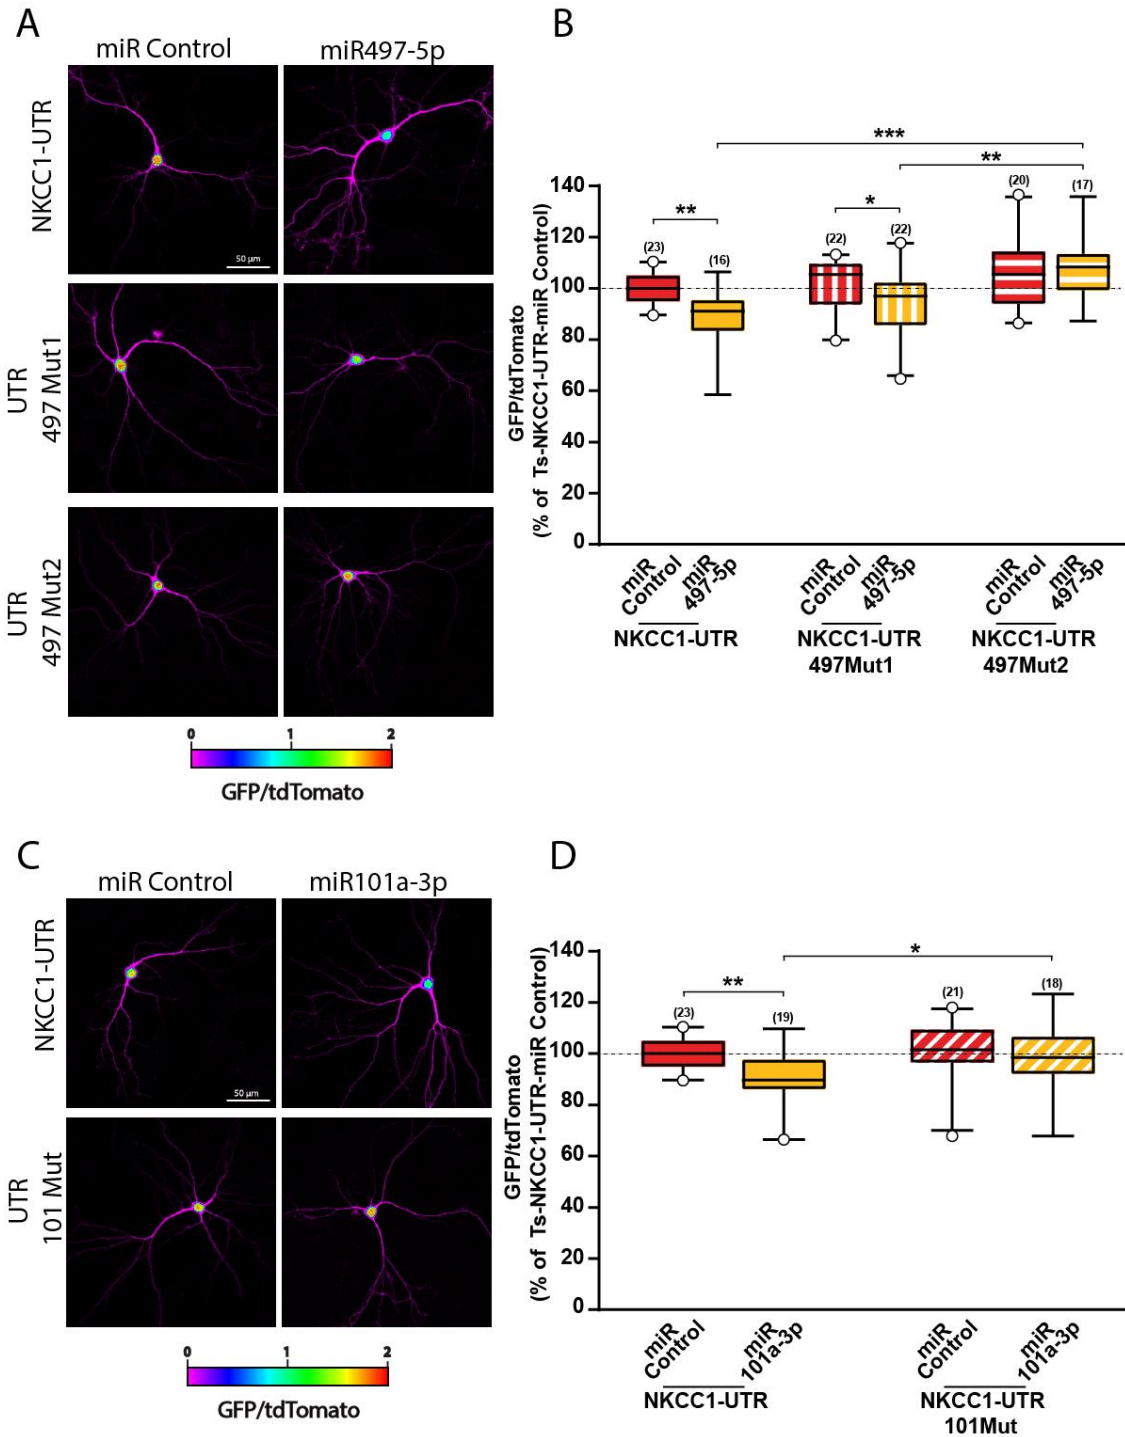 A
miR Control
miR497-5p
NKCC1-UTR
50 µm
UTR
497 Mut1
UTR
497 Mut2
0 1 2
GFP/tdTomato
B
GFP/tdTomato
(% of Ts-NKCC1-UTR-miR Control)
140
120
100
80
60
40
20
0
***
**
**
*
(23)
(16)
(22)
(22)
(20)
(17)
miR
Control
miR
497-5p
miR
Control
miR
497-5p
miR
Control
miR
497-5p
NKCC1-UTR
NKCC1-UTR
497Mut1
NKCC1-UTR
497Mut2
C
miR Control
miR101a-3p
NKCC1-UTR
50 µm
UTR
101 Mut
0 1 2
GFP/tdTomato
D
GFP/tdTomato
(% of Ts-NKCC1-UTR-miR Control)
140
120
100
80
60
40
20
0
*
**
(23)
(19)
(21)
(18)
miR
Control
miR
101a-3p
miR
Control
miR
101a-3p
NKCC1-UTR
NKCC1-UTR
101Mut